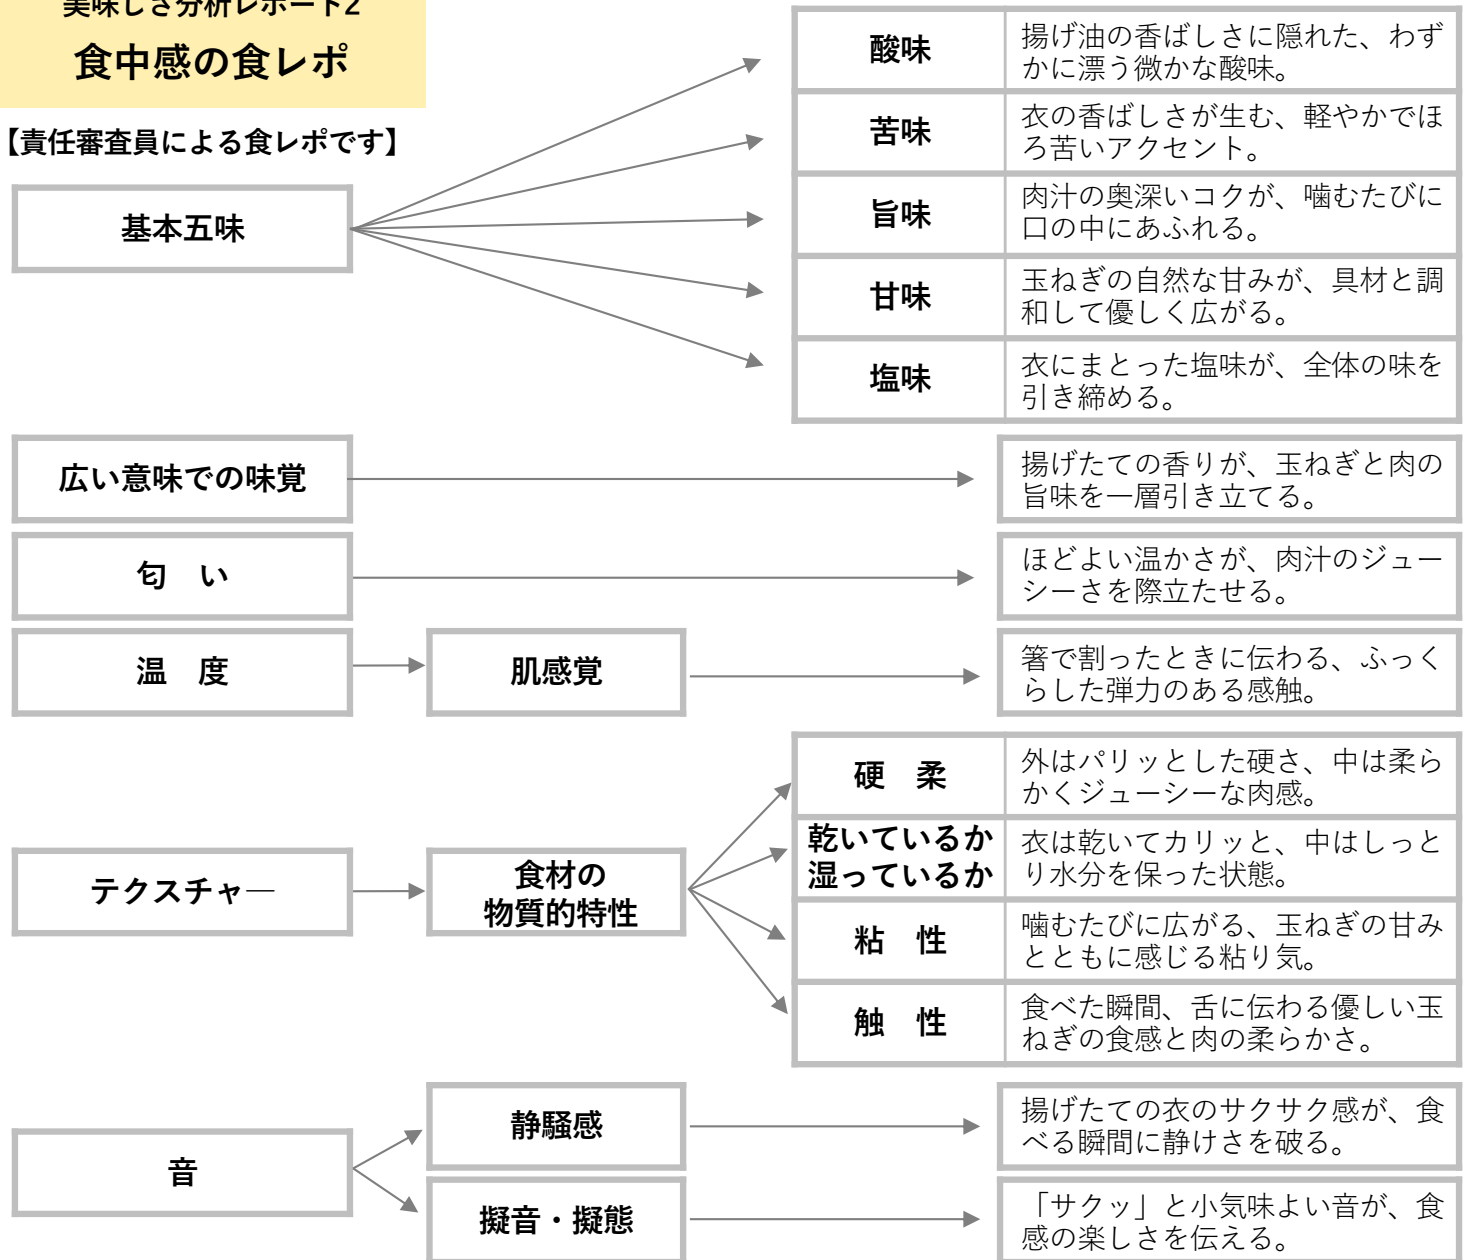 美味しさ分析レポート2
食中感の食レポ
【責任審査員による食レポです】
基本五味
酸味
揚げ油の香ばしさに隠れた、わず
かに漂う微かな酸味。
苦味
衣の香ばしさが生む、軽やかでほ
ろ苦いアクセント。
旨味
肉汁の奥深いコクが、噛むたびに
口の中にあふれる。
甘味
玉ねぎの自然な甘みが、具材と調
和して優しく広がる。
塩味
衣にまとった塩味が、全体の味を
引き締める。
広い意味での味覚
揚げたての香りが、玉ねぎと肉の
旨味を一層引き立てる。
匂　い
ほどよい温かさが、肉汁のジュー
シーさを際立たせる。
温　度
肌感覚
箸で割ったときに伝わる、ふっく
らした弾力のある感触。
テクスチャ―
食材の
物質的特性
硬　柔
外はパリッとした硬さ、中は柔ら
かくジューシーな肉感。
乾いているか
湿っているか
衣は乾いてカリッと、中はしっと
り水分を保った状態。
粘　性
噛むたびに広がる、玉ねぎの甘み
とともに感じる粘り気。
触　性
食べた瞬間、舌に伝わる優しい玉
ねぎの食感と肉の柔らかさ。
音
静騒感
揚げたての衣のサクサク感が、食
べる瞬間に静けさを破る。
擬音・擬態
「サクッ」と小気味よい音が、食
感の楽しさを伝える。